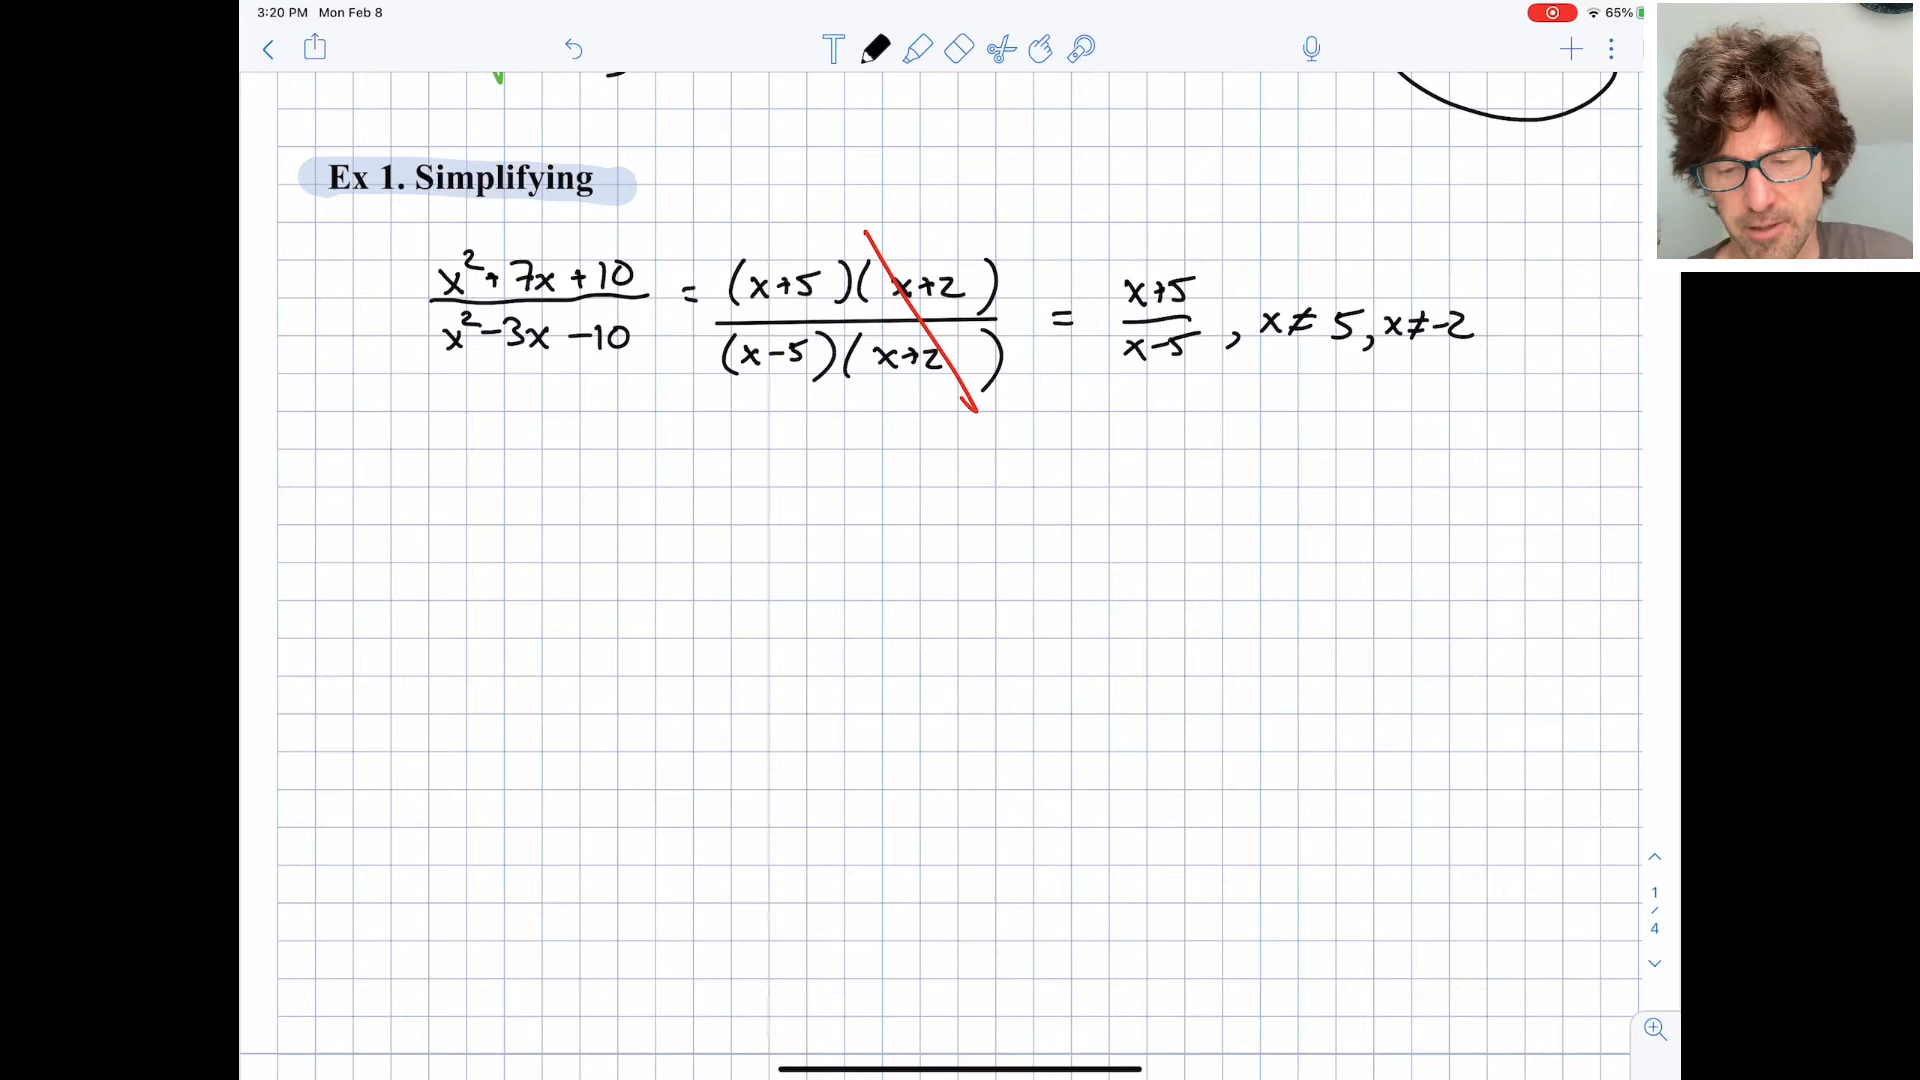 3:20 PM Mon Feb 8
65%
T
Ex 1. Simplifying
x²+7x+10 / x²-3x-10 = (x+5)(x+2) / (x-5)(x+2) = x+5 / x-5, x≠5, x≠-2
1
/
4